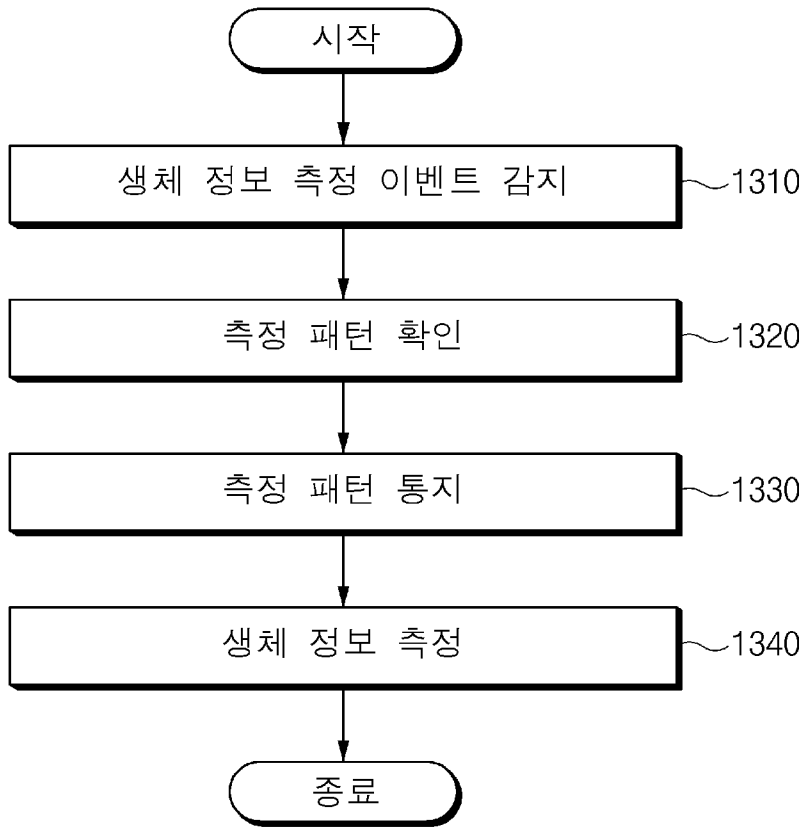 시작
생체 정보 측정 이벤트 감지
1310
측정 패턴 확인
1320
측정 패턴 통지
1330
생체 정보 측정
1340
종료